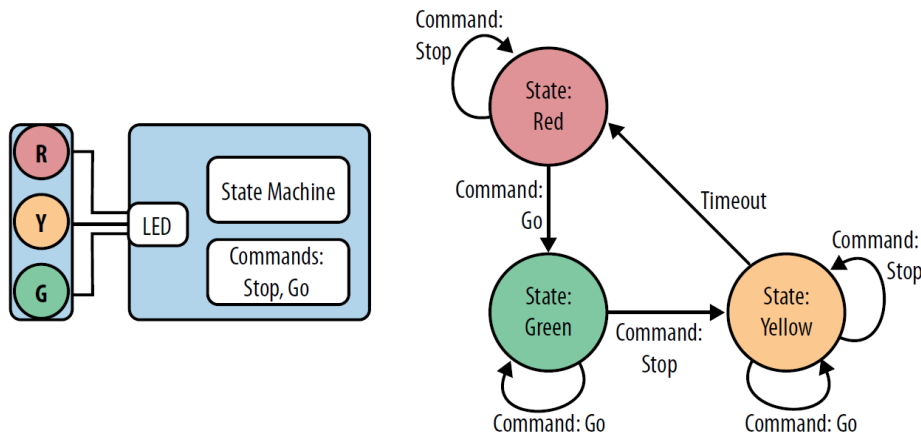 R
Y
G
LED
State Machine
Commands:
Stop, Go
Command:
Stop
State:
Red
Command:
Go
Timeout
State:
Green
Command:
Stop
State:
Yellow
Command:
Stop
Command: Go
Command: Go